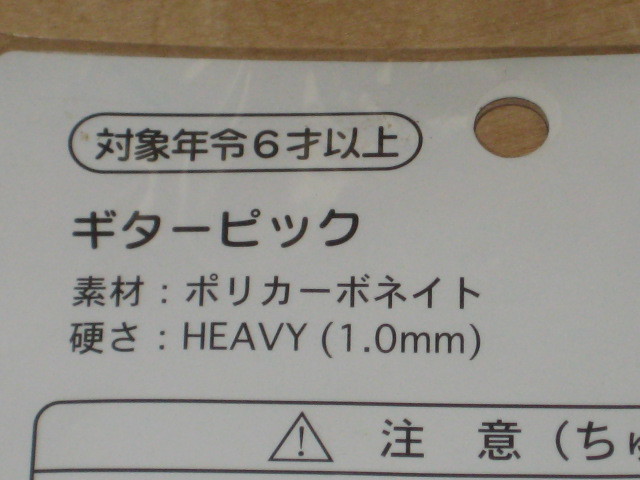 対象年令6才以上
ギターピック
素材：ポリカーボネイト
硬さ：HEAVY (1.0mm)
注 意（ち